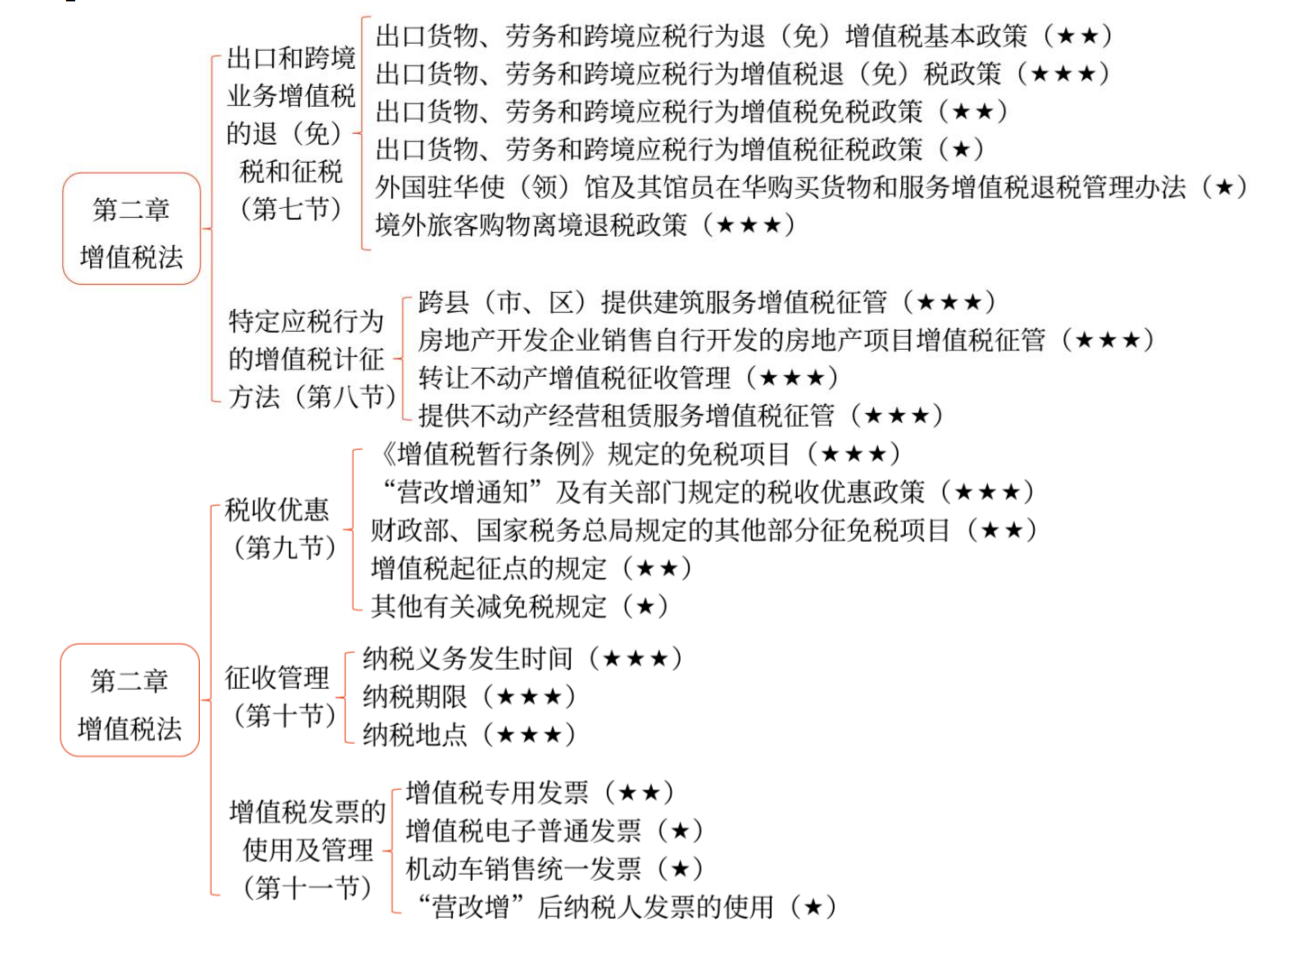 第二章
增值税法
出口和跨境
业务增值税
的退（免）
税和征税
（第七节）
出口货物、劳务和跨境应税行为退（免）增值税基本政策（★★）
出口货物、劳务和跨境应税行为增值税退（免）税政策（★★★）
出口货物、劳务和跨境应税行为增值税免税政策（★★）
出口货物、劳务和跨境应税行为增值税征税政策（★）
外国驻华使（领）馆及其馆员在华购买货物和服务增值税退税管理办法（★）
境外旅客购物离境退税政策（★★★）
特定应税行为
的增值税计征
方法（第八节）
跨县（市、区）提供建筑服务增值税征管（★★★）
房地产开发企业销售自行开发的房地产项目增值税征管（★★★）
转让不动产增值税征收管理（★★★）
提供不动产经营租赁服务增值税征管（★★★）
第二章
增值税法
税收优惠
（第九节）
《增值税暂行条例》规定的免税项目（★★★）
“营改增通知”及有关部门规定的税收优惠政策（★★★）
财政部、国家税务总局规定的其他部分征免税项目（★★）
增值税起征点的规定（★★）
其他有关减免税规定（★）
征收管理
（第十节）
纳税义务发生时间（★★★）
纳税期限（★★★）
纳税地点（★★★）
增值税发票的
使用及管理
（第十一节）
增值税专用发票（★★）
增值税电子普通发票（★）
机动车销售统一发票（★）
“营改增”后纳税人发票的使用（★）